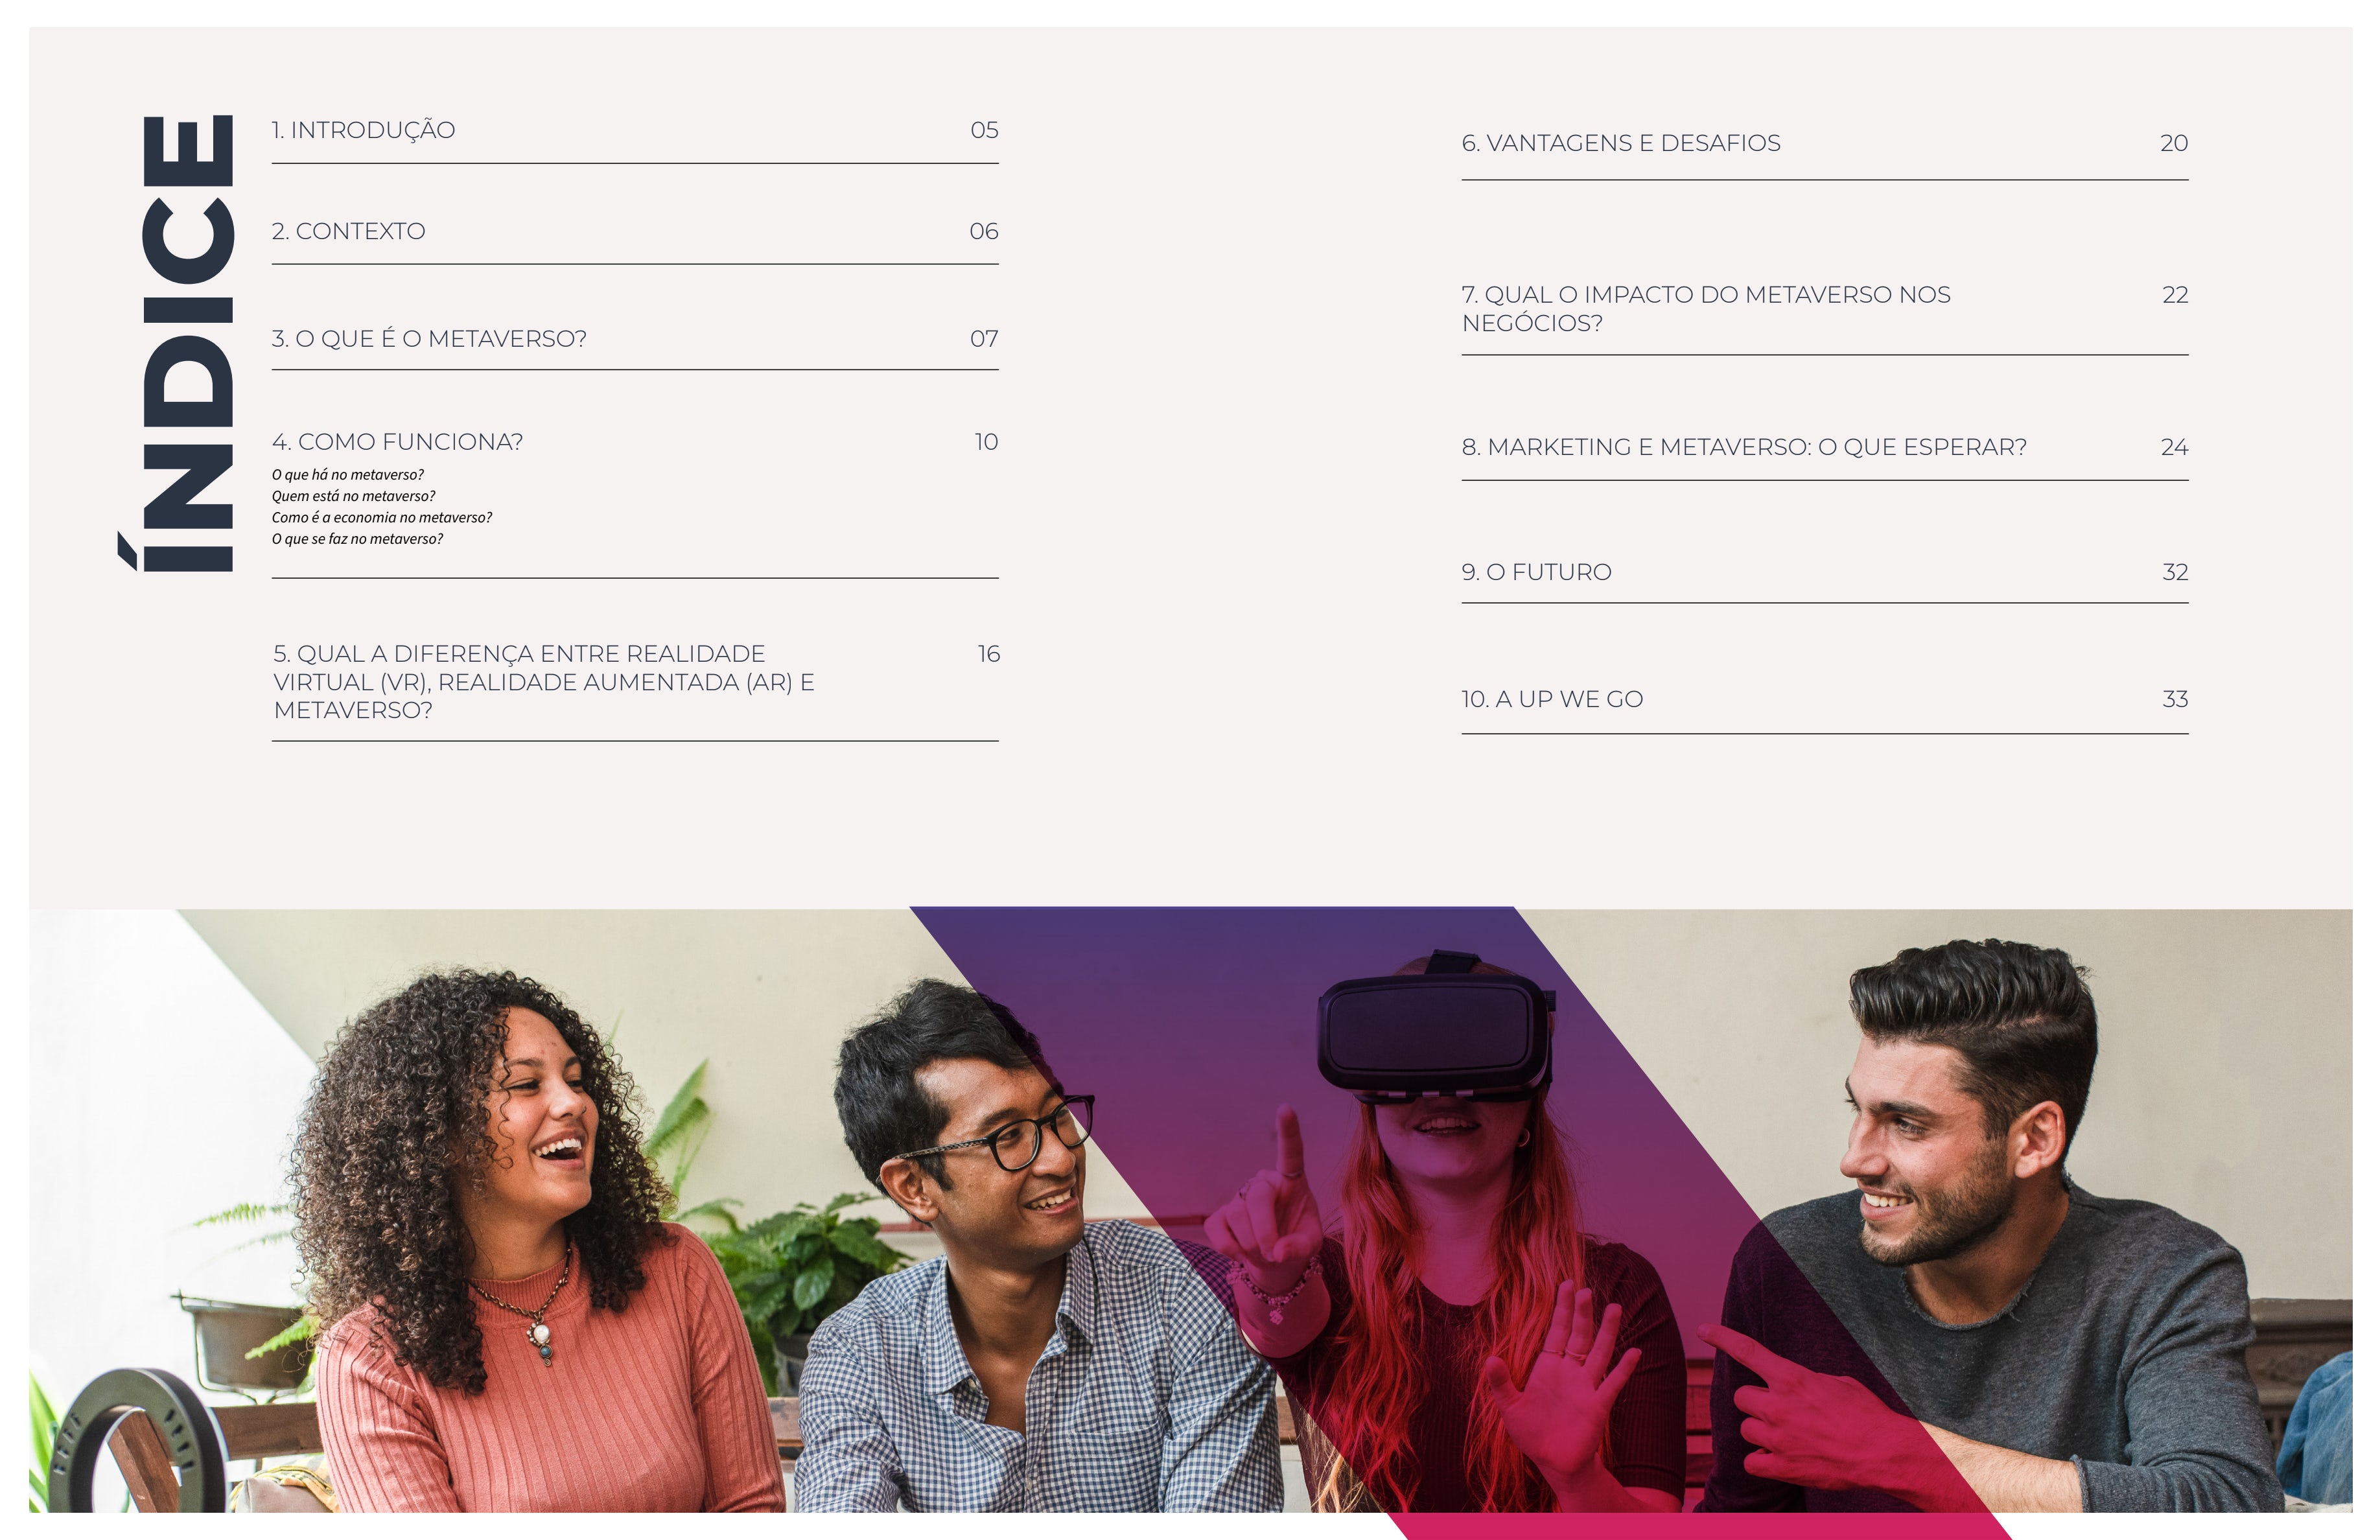 ÍNDICE
1. INTRODUÇÃO 05
2. CONTEXTO 06
3. O QUE É O METAVERSO? 07
4. COMO FUNCIONA? 10
O que há no metaverso?
Quem está no metaverso?
Como é a economia no metaverso?
O que se faz no metaverso?
5. QUAL A DIFERENÇA ENTRE REALIDADE 16
VIRTUAL (VR), REALIDADE AUMENTADA (AR) E
METAVERSO?
6. VANTAGENS E DESAFIOS 20
7. QUAL O IMPACTO DO METAVERSO NOS 22
NEGÓCIOS?
8. MARKETING E METAVERSO: O QUE ESPERAR? 24
9. O FUTURO 32
10. A UP WE GO 33